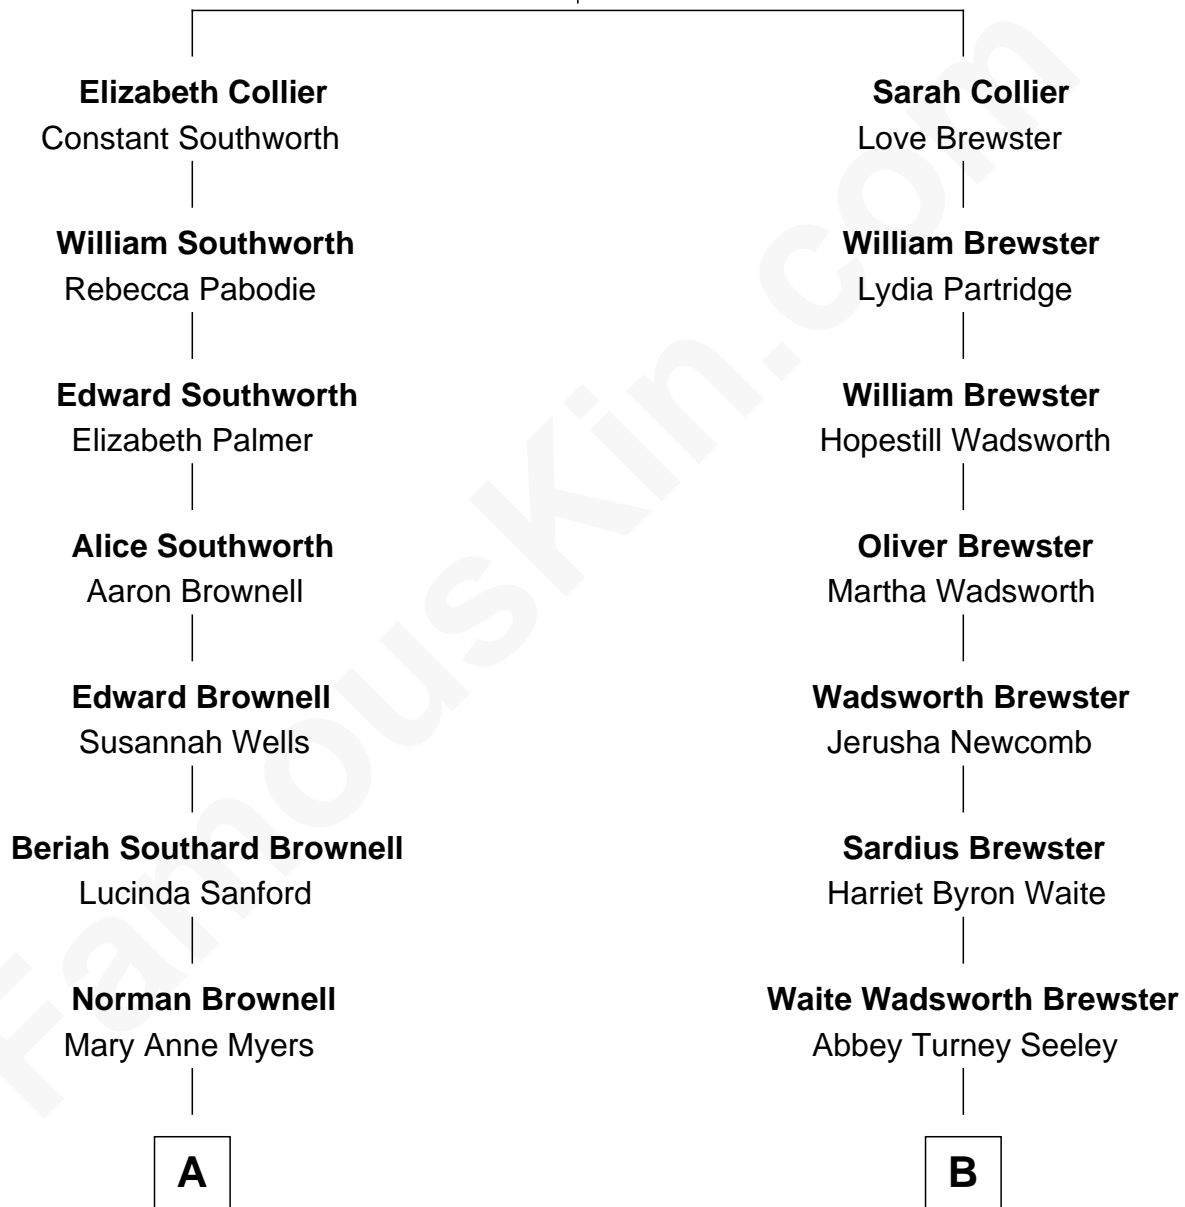 Elizabeth Collier
Constant Southworth
William Southworth
Rebecca Pabodie
Edward Southworth
Elizabeth Palmer
Alice Southworth
Aaron Brownell
Edward Brownell
Susannah Wells
Beriah Southard Brownell
Lucinda Sanford
Norman Brownell
Mary Anne Myers
A
Sarah Collier
Love Brewster
William Brewster
Lydia Partridge
William Brewster
Hopestill Wadsworth
Oliver Brewster
Martha Wadsworth
Wadsworth Brewster
Jerusha Newcomb
Sardius Brewster
Harriet Byron Waite
Waite Wadsworth Brewster
Abbey Turney Seeley
B
FamousKin.com